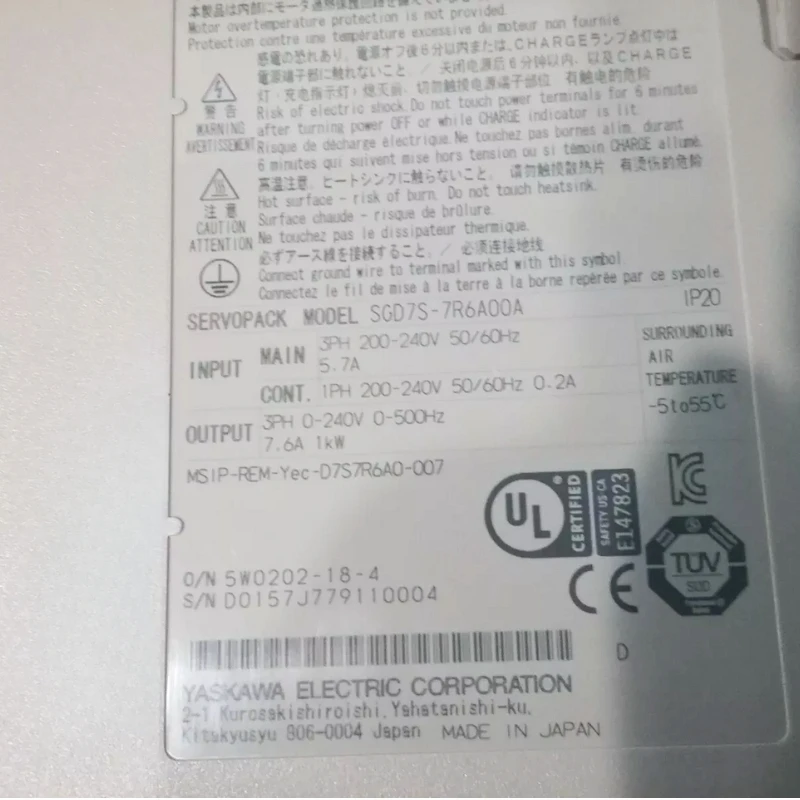 本製品は内部にモータ過熱保護回路を備えていません。
Motor overtemperature protection is not provided.
Protection contre une température excessive du moteur non fournie.
感電の恐れあり、電源オフ後6分以内または、CHARGEランプ点灯中は
電源端子部に触れないこと。/ 关闭电源后6分钟以内、以及CHARGE
灯(充电指示灯)熄灭前、切勿触摸电源端子部位 有触电的危险
警告
Risk of electric shock. Do not touch power terminals for 6 minutes
WARNING after turning power OFF or while CHARGE indicator is lit.
AVERTISSEMENT Risque de décharge électrique. Ne touchez pas bornes alim. durant
6 minutes qui suivent mise hors tension ou si témoin CHARGE allumé.
高温注意、ヒートシンクに触らないこと。 请勿触摸散热片 有烫伤的危险
Hot surface - risk of burn. Do not touch heatsink.
注意
CAUTION Surface chaude - risque de brûlure.
ATTENTION Ne touchez pas le dissipateur thermique.
必ずアース線を接続すること。/ 必须连接地线
Connect ground wire to terminal marked with this symbol.
Connectez le fil de mise à la terre à la borne repérée par ce symbole.
SERVOPACK MODEL SGD7S-7R6A00A IP20
INPUT MAIN 3PH 200-240V 50/60Hz
5.7A
CONT. 1PH 200-240V 50/60Hz 0.2A
SURROUNDING
AIR
TEMPERATURE
-5to55℃
OUTPUT 3PH 0-240V 0-500Hz
7.6A 1kW
MSIP-REM-Yec-D7S7R6A0-007
UL ® CERTIFIED
SAFETY US-CA
E147823
TÜV
SÜD
CE
O/N 5W0202-18-4
S/N D0157J779110004
D
YASKAWA ELECTRIC CORPORATION
2-1 Kurosakishiroishi, Yahatanishi-ku,
Kitakyusyu 806-0004 Japan MADE IN JAPAN